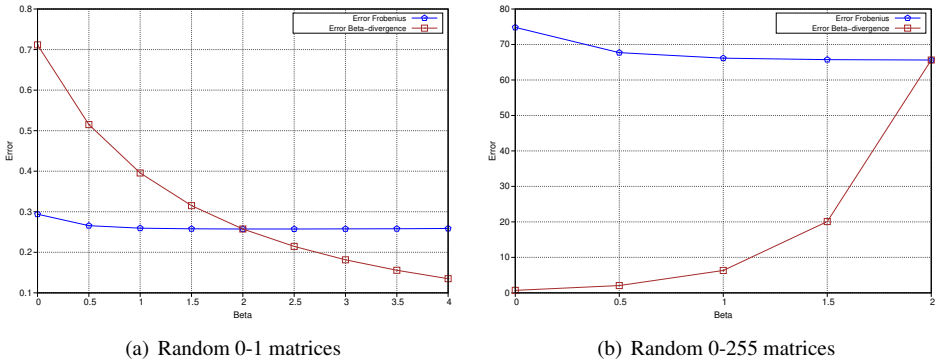 Error Frobenius
Error Beta-divergence
0.8
0.7
0.6
0.5
0.4
0.3
0.2
0.1
Error
0 0.5 1 1.5 2 2.5 3 3.5 4
Beta
(a) Random 0-1 matrices
Error Frobenius
Error Beta-divergence
80
70
60
50
40
30
20
10
0
Error
0 0.5 1 1.5 2
Beta
(b) Random 0-255 matrices